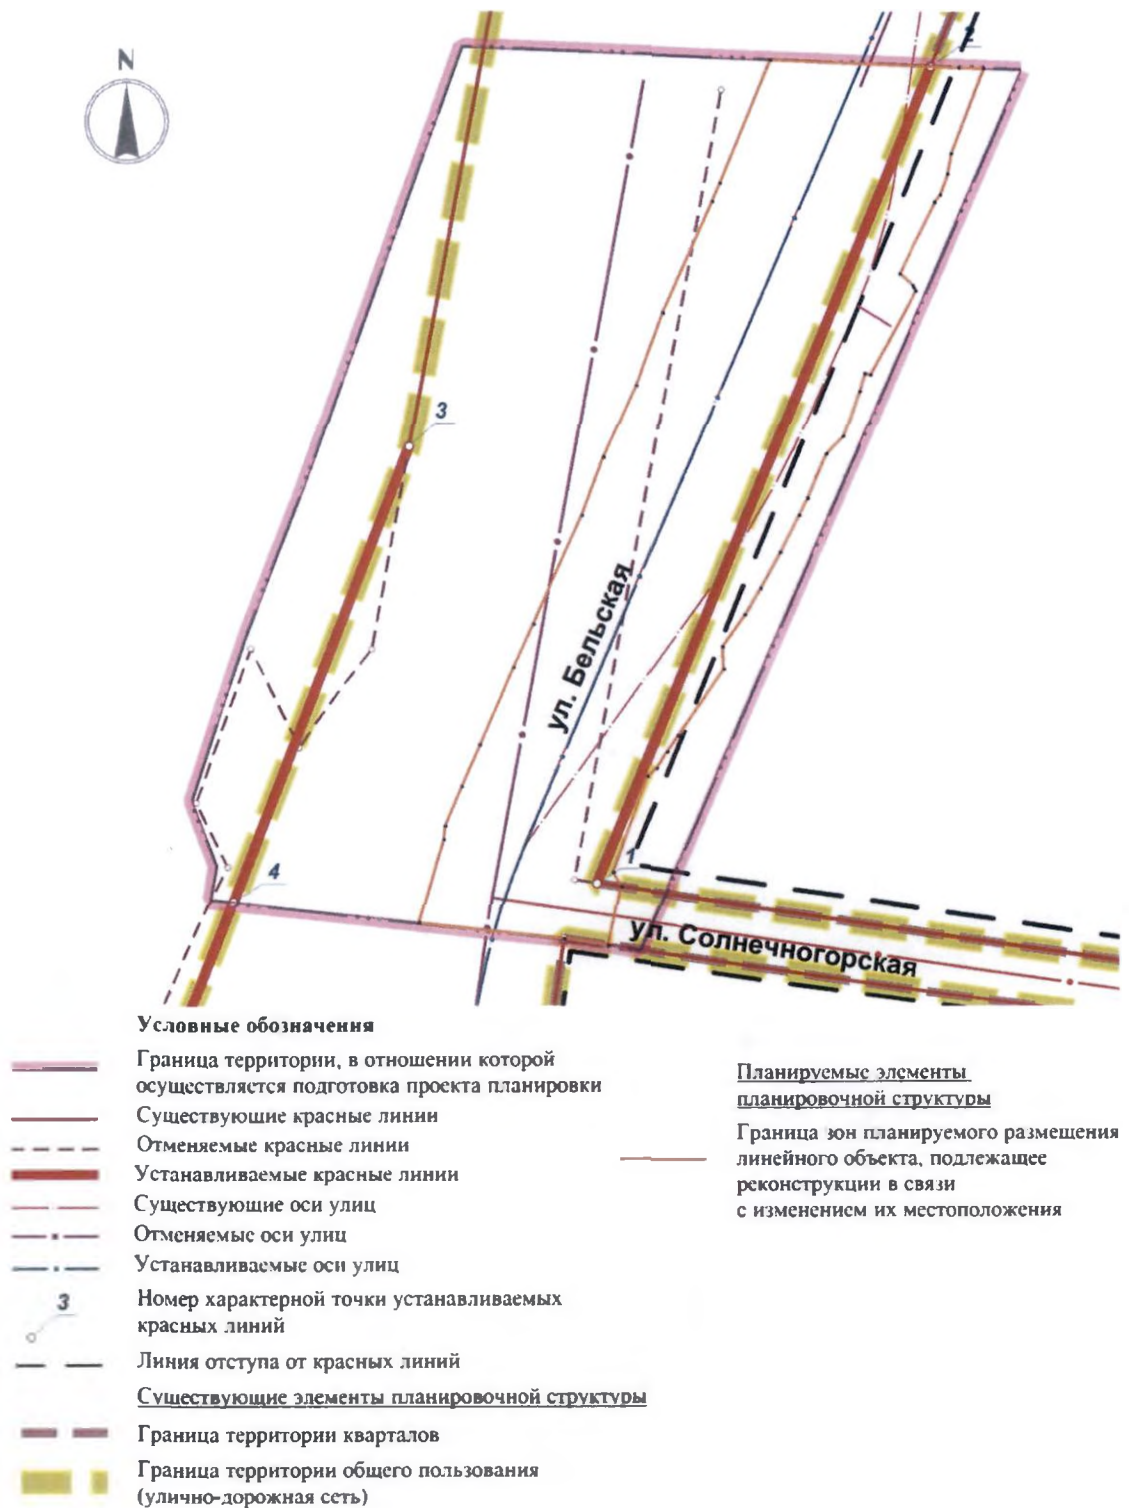 N
2
3
ул. Бельская
1
4
ул. Солнечногорская
Условные обозначения
Граница территории, в отношении которой
осуществляется подготовка проекта планировки
Существующие красные линии
Отменяемые красные линии
Устанавливаемые красные линии
Существующие оси улиц
Отменяемые оси улиц
Устанавливаемые оси улиц
3
Номер характерной точки устанавливаемых
красных линий
Линия отступа от красных линий
Существующие элементы планировочной структуры
Граница территории кварталов
Граница территории общего пользования
(улично-дорожная сеть)
Планируемые элементы
планировочной структуры
Граница зон планируемого размещения
линейного объекта, подлежащее
реконструкции в связи
с изменением их местоположения